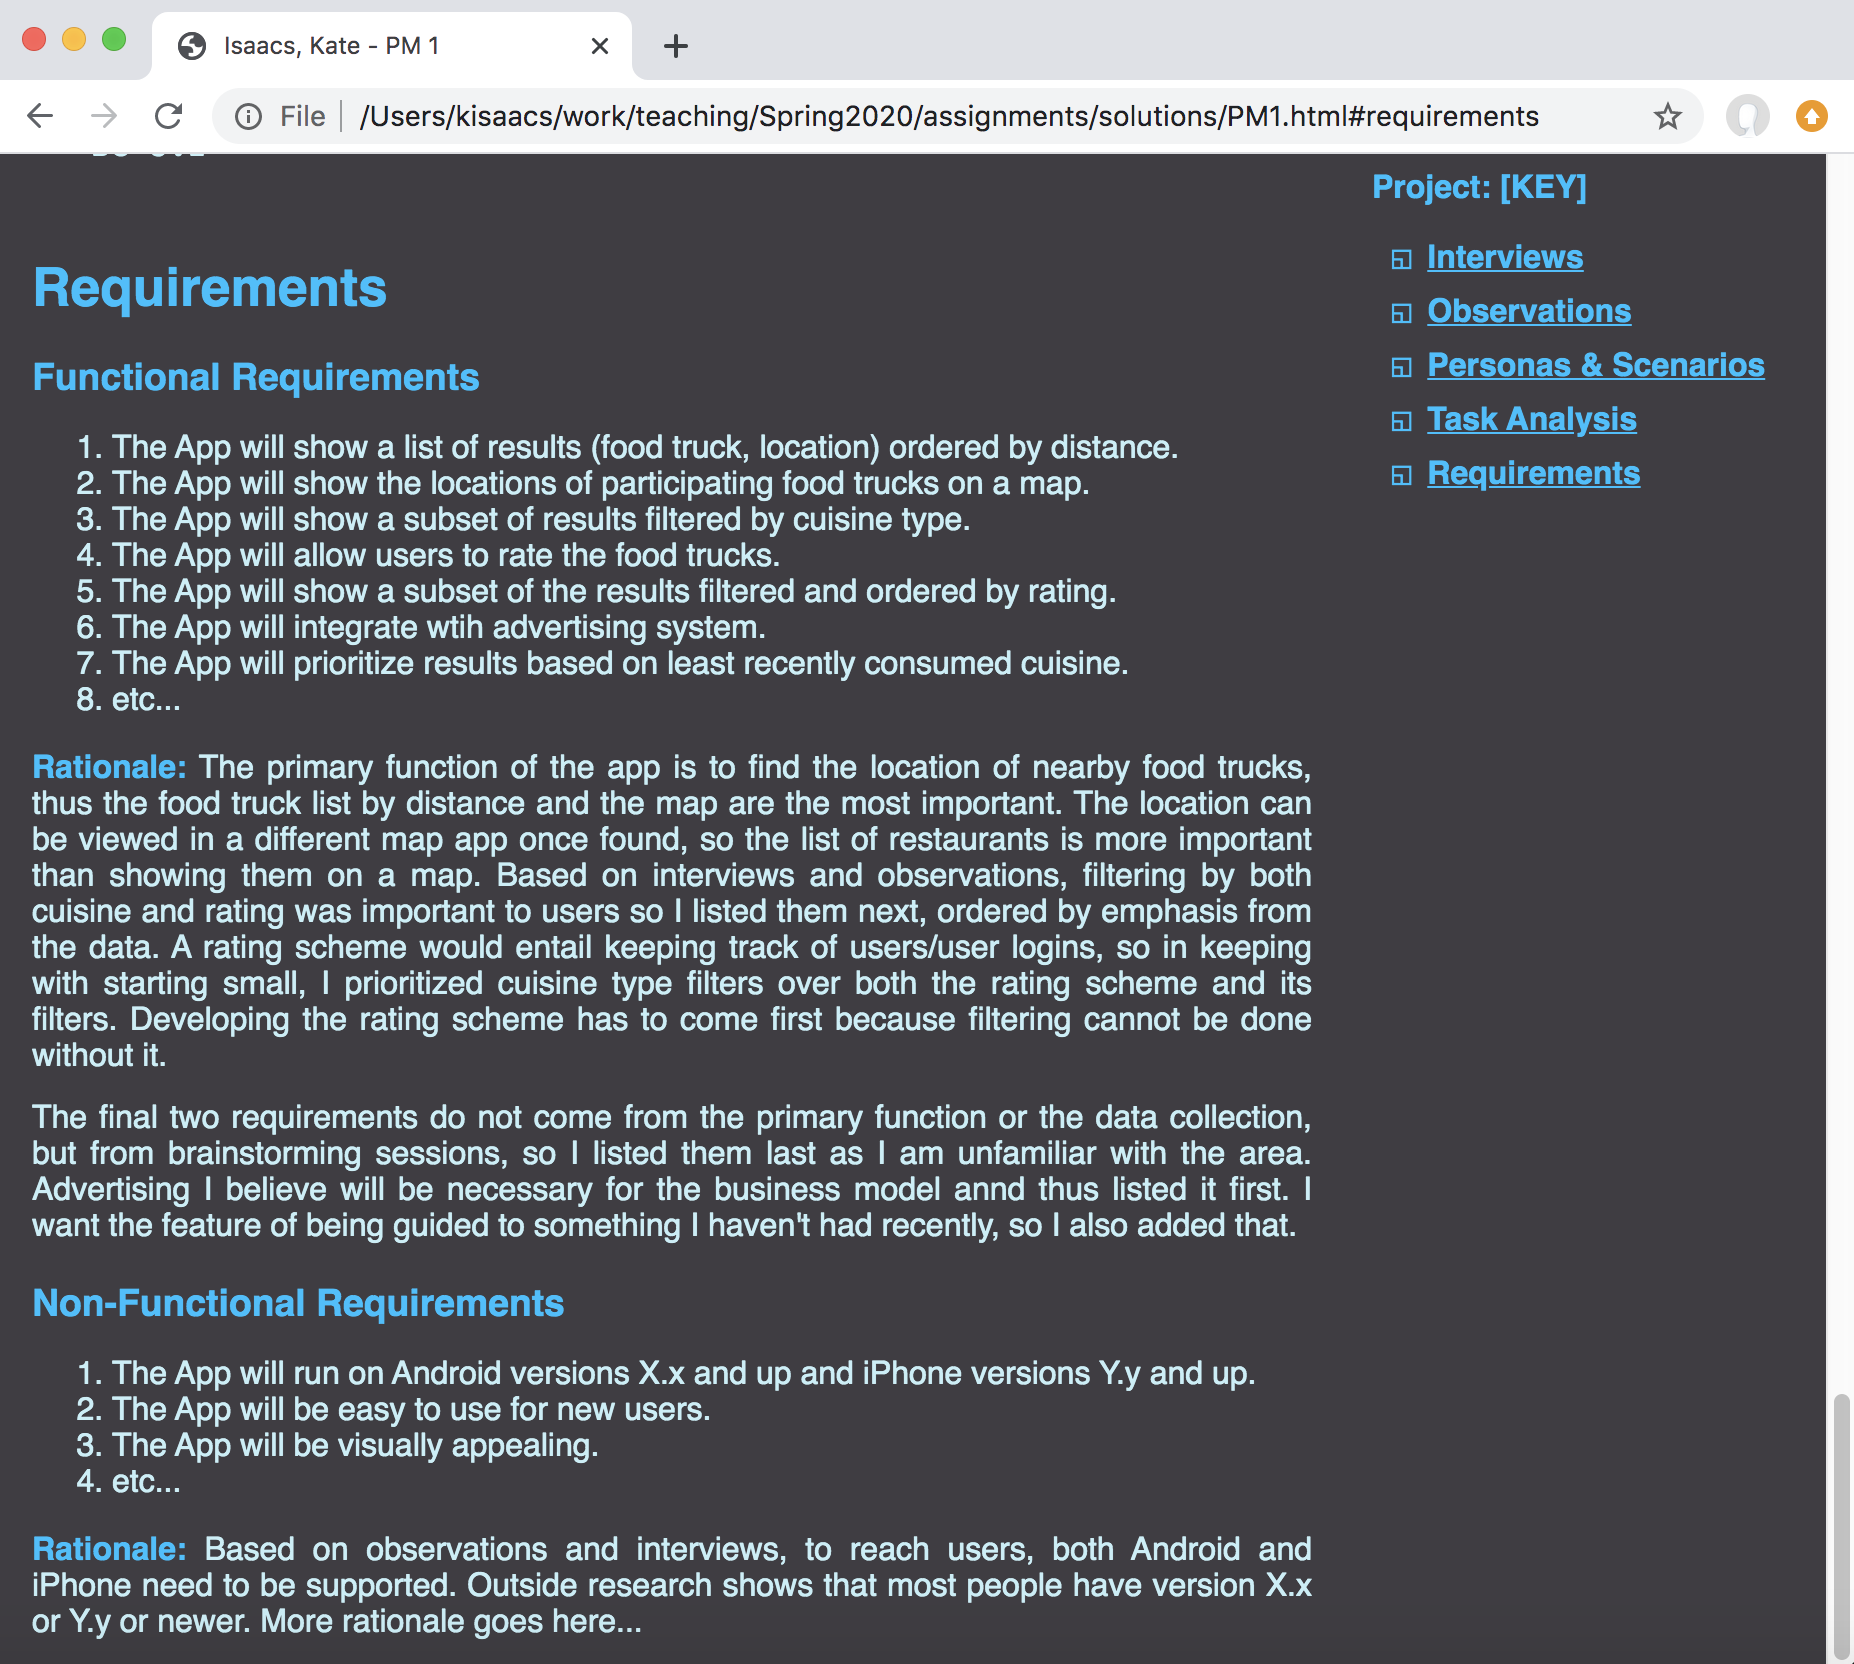 Isaacs, Kate - PM 1
File
/Users/kisaacs/work/teaching/Spring2020/assignments/solutions/PM1.html#requirements
Requirements
Functional Requirements
1. The App will show a list of results (food truck, location) ordered by distance.
2. The App will show the locations of participating food trucks on a map.
3. The App will show a subset of results filtered by cuisine type.
4. The App will allow users to rate the food trucks.
5. The App will show a subset of the results filtered and ordered by rating.
6. The App will integrate wtih advertising system.
7. The App will prioritize results based on least recently consumed cuisine.
8. etc...
Rationale: The primary function of the app is to find the location of nearby food trucks,
thus the food truck list by distance and the map are the most important. The location can
be viewed in a different map app once found, so the list of restaurants is more important
than showing them on a map. Based on interviews and observations, filtering by both
cuisine and rating was important to users so I listed them next, ordered by emphasis from
the data. A rating scheme would entail keeping track of users/user logins, so in keeping
with starting small, I prioritized cuisine type filters over both the rating scheme and its
filters. Developing the rating scheme has to come first because filtering cannot be done
without it.
The final two requirements do not come from the primary function or the data collection,
but from brainstorming sessions, so I listed them last as I am unfamiliar with the area.
Advertising I believe will be necessary for the business model annd thus listed it first. I
want the feature of being guided to something I haven't had recently, so I also added that.
Non-Functional Requirements
1. The App will run on Android versions X.x and up and iPhone versions Y.y and up.
2. The App will be easy to use for new users.
3. The App will be visually appealing.
4. etc...
Rationale: Based on observations and interviews, to reach users, both Android and
iPhone need to be supported. Outside research shows that most people have version X.x
or Y.y or newer. More rationale goes here...
Project: [KEY]
Interviews
Observations
Personas & Scenarios
Task Analysis
Requirements